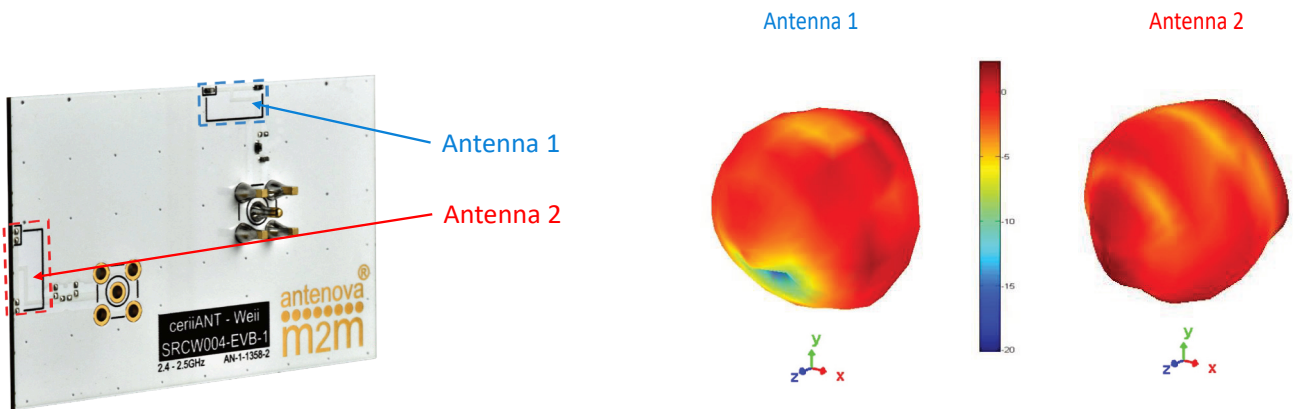 Antenna 1
Antenna 2
Antenna 1
Antenna 2
antenova®
m2m
ceriiANT - Weii
SRCW004-EVB-1
2.4 - 2.5GHz AN-1-1358-2
0
-5
-10
-15
-20
y
z x
y
z x